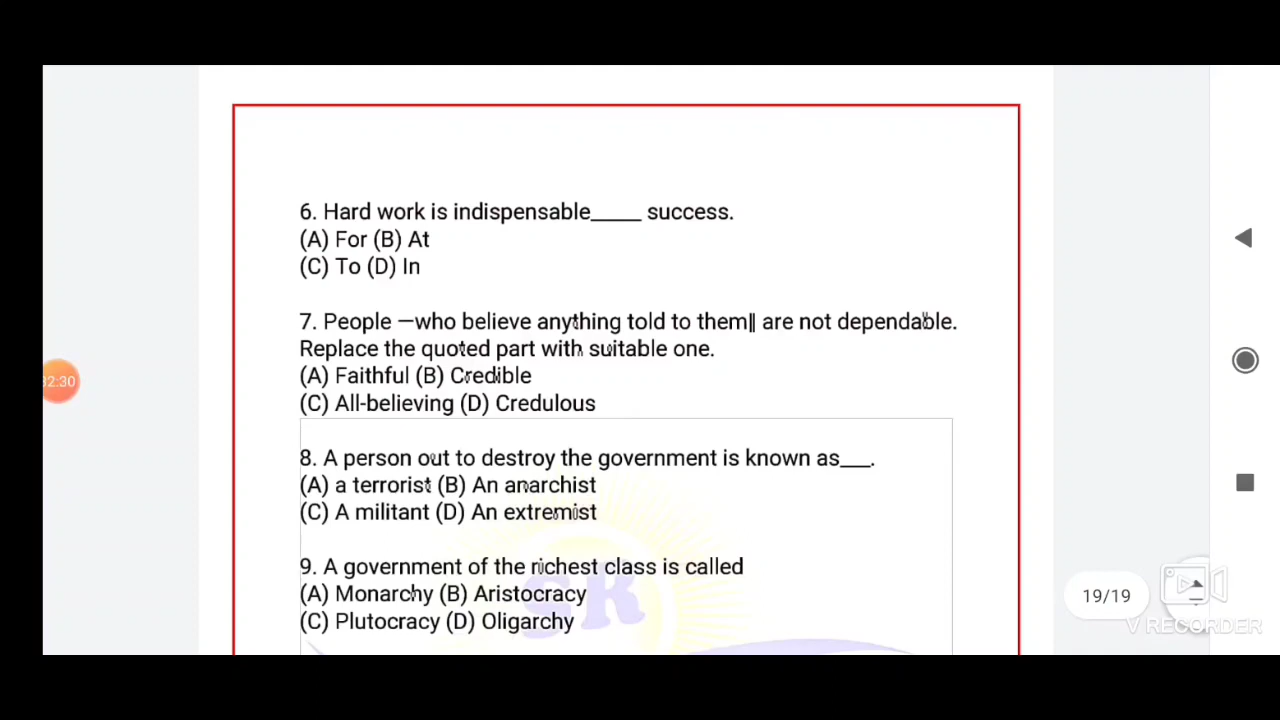 6. Hard work is indispensable_____ success.
(A) For (B) At
(C) To (D) In
7. People —who believe anything told to them‖ are not dependable.
Replace the quoted part with suitable one.
(A) Faithful (B) Credible
(C) All-believing (D) Credulous
8. A person out to destroy the government is known as___.
(A) a terrorist (B) An anarchist
(C) A militant (D) An extremist
9. A government of the richest class is called
(A) Monarchy (B) Aristocracy
(C) Plutocracy (D) Oligarchy
SK
32:30
19/19
V RECORDER